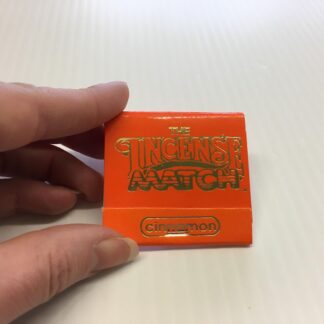 THE
INCENSE
MATCH
cinnamon